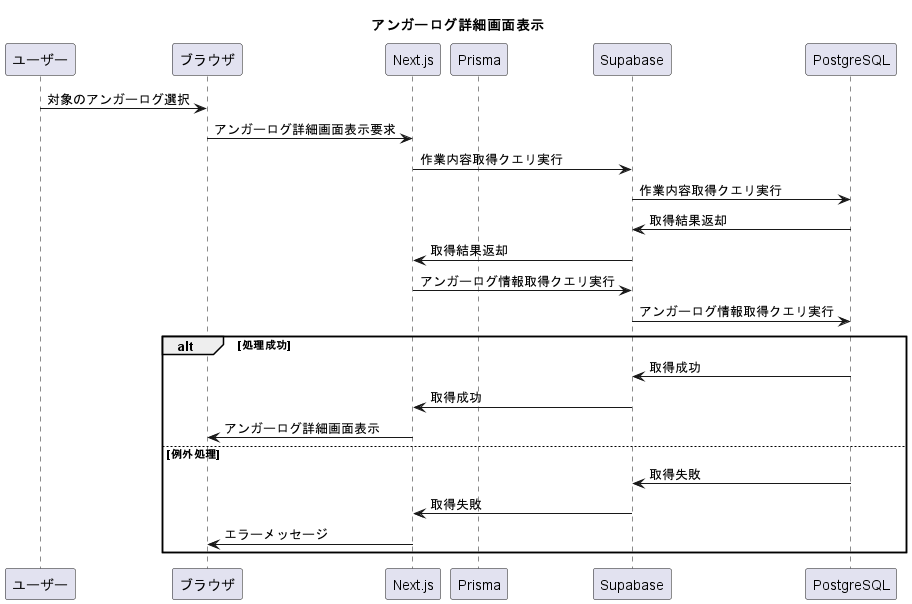 アンガーログ詳細画面表示
ユーザー
ブラウザ
Next.js
Prisma
Supabase
PostgreSQL
対象のアンガーログ選択
アンガーログ詳細画面表示要求
作業内容取得クエリ実行
作業内容取得クエリ実行
取得結果返却
取得結果返却
アンガーログ情報取得クエリ実行
アンガーログ情報取得クエリ実行
alt
[処理成功]
取得成功
取得成功
アンガーログ詳細画面表示
[例外処理]
取得失敗
取得失敗
エラーメッセージ
ユーザー
ブラウザ
Next.js
Prisma
Supabase
PostgreSQL